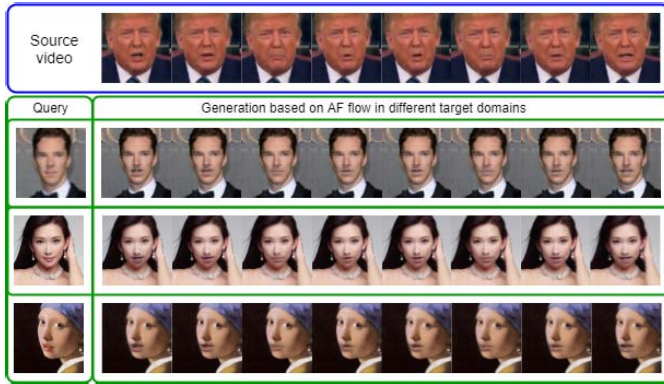 Source
video
Query
Generation based on AF flow in different target domains